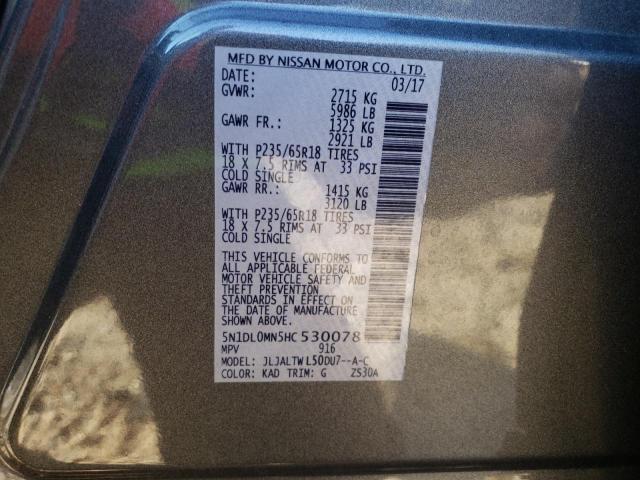 MFD BY NISSAN MOTOR CO., LTD.
DATE: 03/17
GVWR: 2715 KG
5986 LB
GAWR FR.: 1325 KG
2921 LB
WITH P235/65R18 TIRES
18 X 7.5 RIMS AT 33 PSI
COLD SINGLE
GAWR RR.: 1415 KG
3120 LB
WITH P235/65R18 TIRES
18 X 7.5 RIMS AT 33 PSI
COLD SINGLE
THIS VEHICLE CONFORMS TO
ALL APPLICABLE FEDERAL
MOTOR VEHICLE SAFETY AND
THEFT PREVENTION
STANDARDS IN EFFECT ON
THE DATE OF MANUFACTURE
SHOWN ABOVE.
5N1DL0MN5HC530078
MPV 916
MODEL: JLJALTWL50DU7--A-C
COLOR: KAD TRIM: G ZS30A